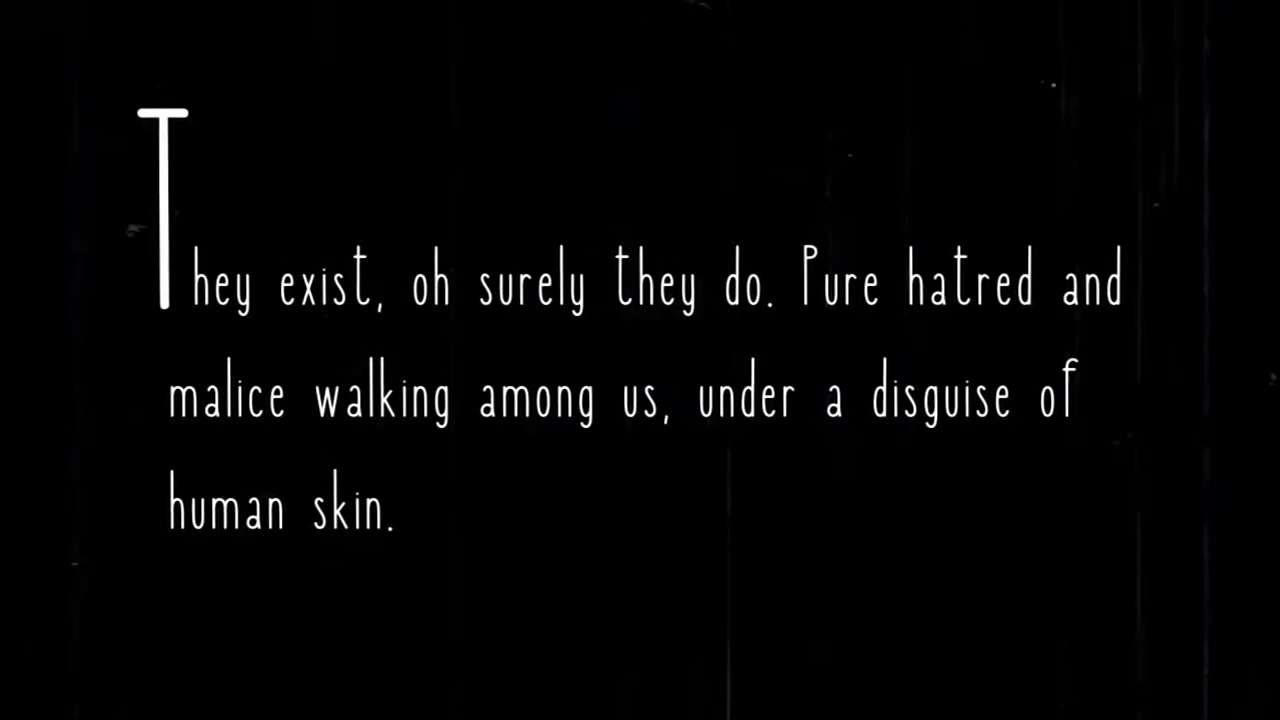 They exist, oh surely they do. Pure hatred and
malice walking among us, under a disguise of
human skin.